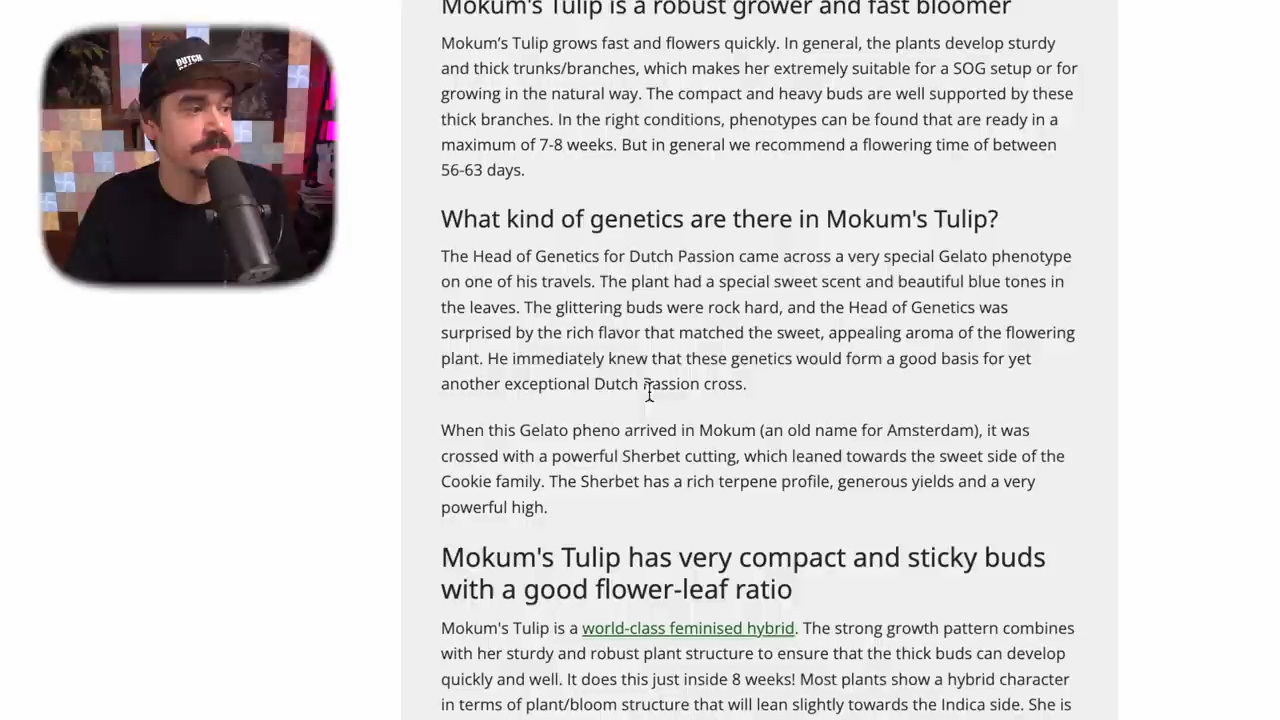 DUTCH
Mokum's Tulip is a robust grower and fast bloomer
Mokum’s Tulip grows fast and flowers quickly. In general, the plants develop sturdy
and thick trunks/branches, which makes her extremely suitable for a SOG setup or for
growing in the natural way. The compact and heavy buds are well supported by these
thick branches. In the right conditions, phenotypes can be found that are ready in a
maximum of 7-8 weeks. But in general we recommend a flowering time of between
56-63 days.
What kind of genetics are there in Mokum's Tulip?
The Head of Genetics for Dutch Passion came across a very special Gelato phenotype
on one of his travels. The plant had a special sweet scent and beautiful blue tones in
the leaves. The glittering buds were rock hard, and the Head of Genetics was
surprised by the rich flavor that matched the sweet, appealing aroma of the flowering
plant. He immediately knew that these genetics would form a good basis for yet
another exceptional Dutch Passion cross.
When this Gelato pheno arrived in Mokum (an old name for Amsterdam), it was
crossed with a powerful Sherbet cutting, which leaned towards the sweet side of the
Cookie family. The Sherbet has a rich terpene profile, generous yields and a very
powerful high.
Mokum's Tulip has very compact and sticky buds
with a good flower-leaf ratio
Mokum's Tulip is a world-class feminised hybrid. The strong growth pattern combines
with her sturdy and robust plant structure to ensure that the thick buds can develop
quickly and well. It does this just inside 8 weeks! Most plants show a hybrid character
in terms of plant/bloom structure that will lean slightly towards the Indica side. She is